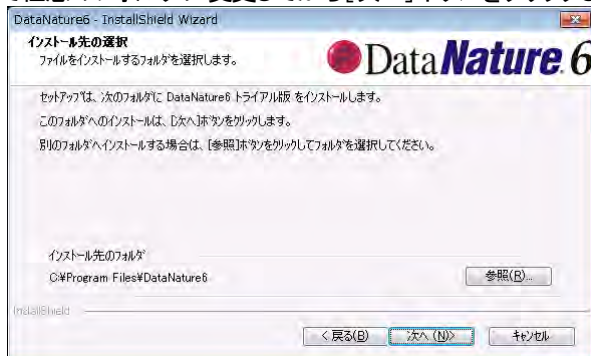 DataNature6 - InstallShield Wizard
インストール先の選択
ファイルをインストールするフォルダを選択します。
DataNature.6
セットアップは、次のフォルダに DataNature6 トライアル版 をインストールします。
このフォルダへのインストールは、[次へ]ボタンをクリックします。
別のフォルダへインストールする場合は、[参照]ボタンをクリックしてフォルダを選択してください。
インストール先のフォルダ
C:¥Program Files¥DataNature6
参照(R)...
InstallShield
< 戻る(B)
次へ(N)>
キャンセル